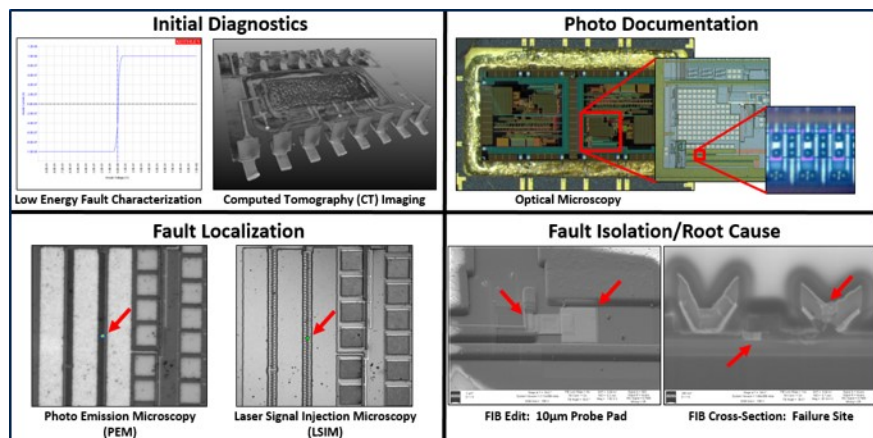 Initial Diagnostics
Low Energy Fault Characterization
Computed Tomography (CT) Imaging
Photo Documentation
Optical Microscopy
Fault Localization
Photo Emission Microscopy
(PEM)
Laser Signal Injection Microscopy
(LSIM)
Fault Isolation/Root Cause
FIB Edit: 10µm Probe Pad
FIB Cross-Section: Failure Site